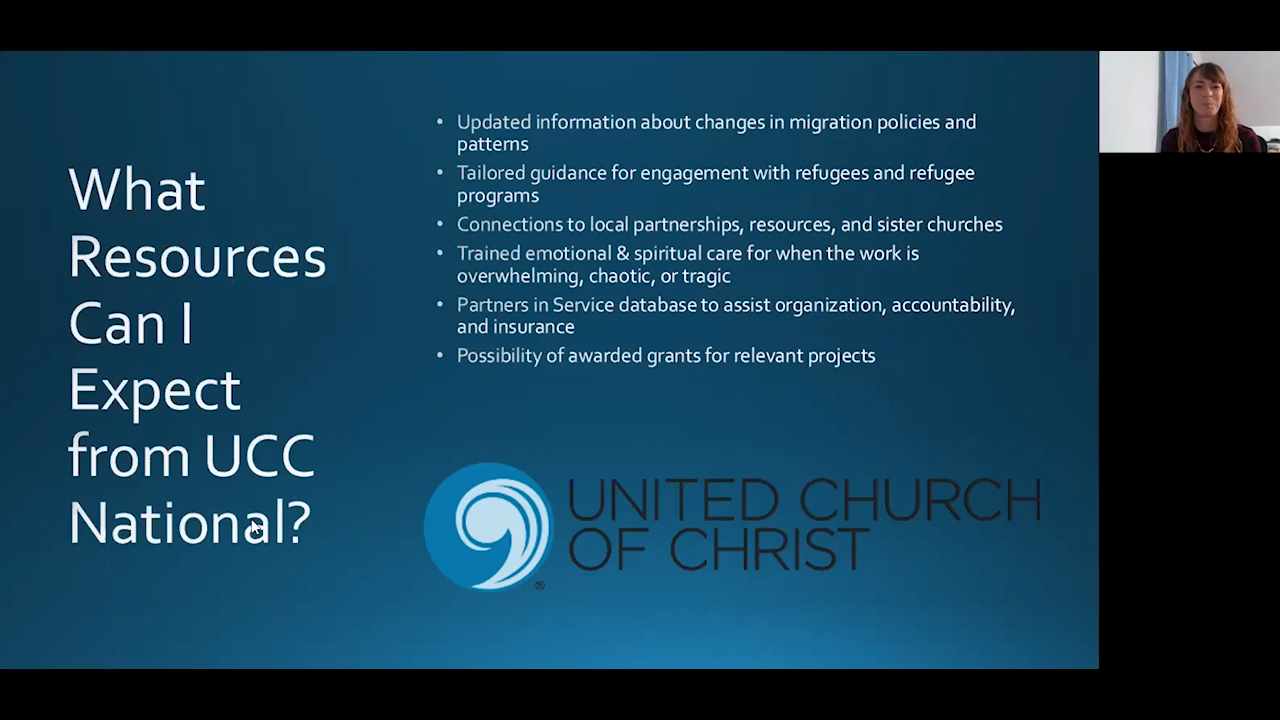 What
Resources
Can I
Expect
from UCC
National?
• Updated information about changes in migration policies and
patterns
• Tailored guidance for engagement with refugees and refugee
programs
• Connections to local partnerships, resources, and sister churches
• Trained emotional & spiritual care for when the work is
overwhelming, chaotic, or tragic
• Partners in Service database to assist organization, accountability,
and insurance
• Possibility of awarded grants for relevant projects
UNITED CHURCH
OF CHRIST
®